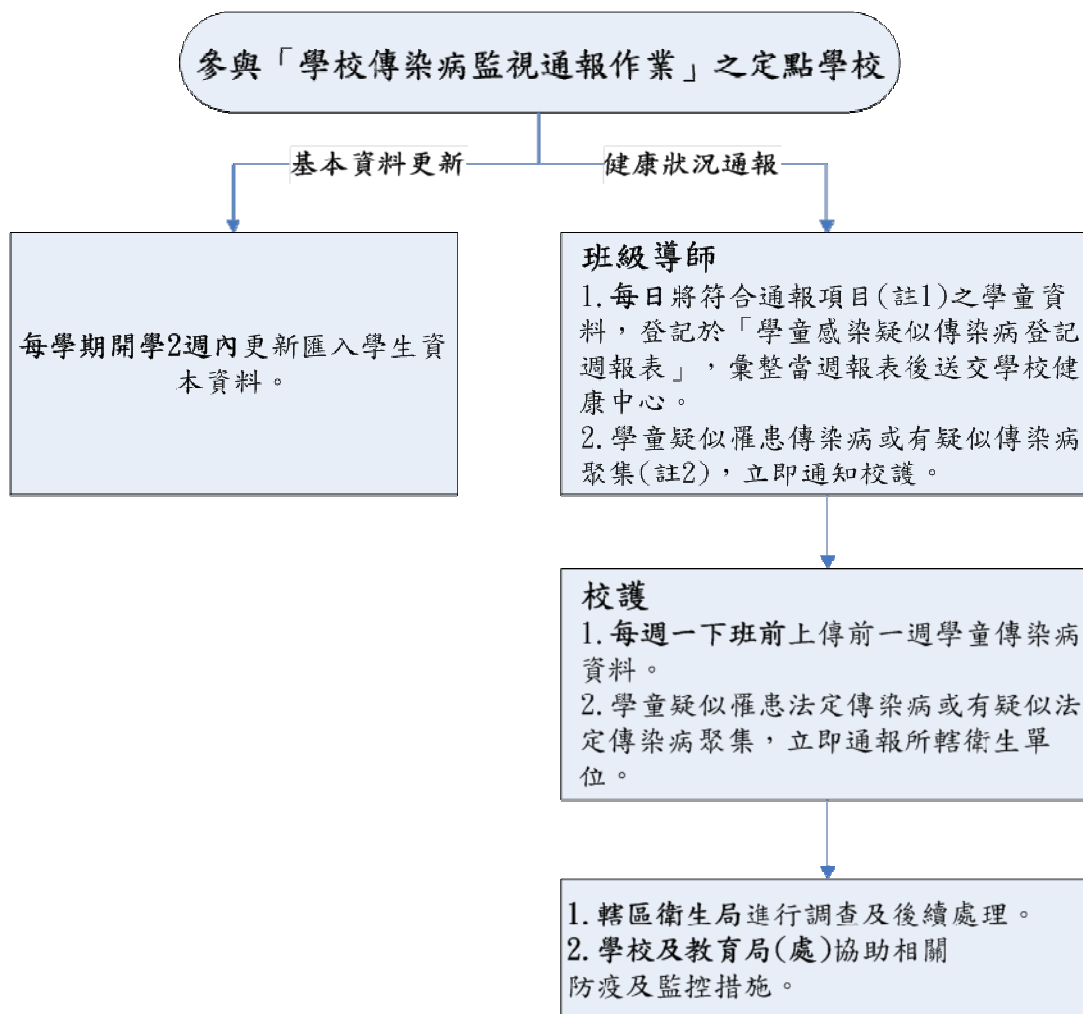 參與「學校傳染病監視通報作業」之定點學校
基本資料更新
健康狀況通報
每學期開學2週內更新匯入學生資
本資料。
班級導師
1.每日將符合通報項目(註1)之學童資
料，登記於「學童感染疑似傳染病登記
週報表」，彙整當週報表後送交學校健
康中心。
2.學童疑似罹患傳染病或有疑似傳染病
聚集(註2)，立即通知校護。
校護
1.每週一下班前上傳前一週學童傳染病
資料。
2.學童疑似罹患法定傳染病或有疑似法
定傳染病聚集，立即通報所轄衛生單
位。
1.轄區衛生局進行調查及後續處理。
2.學校及教育局(處)協助相關
防疫及監控措施。